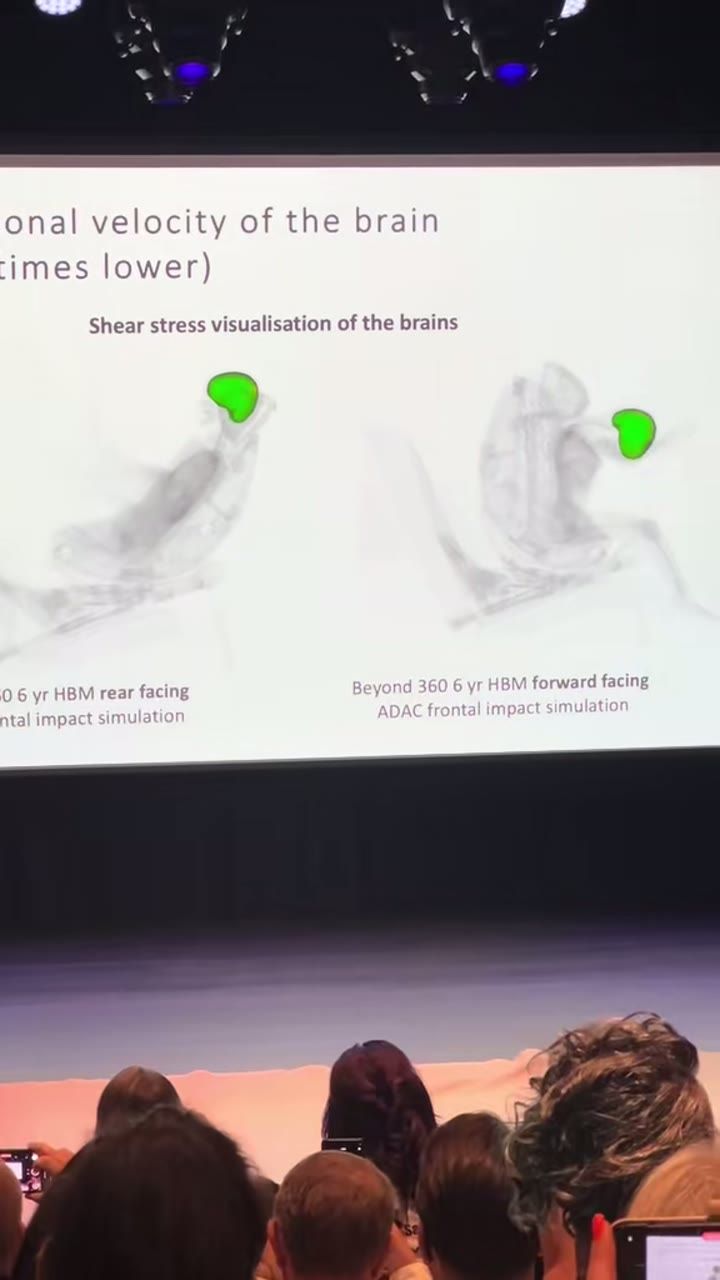 onal velocity of the brain
times lower)
Shear stress visualisation of the brains
0 6 yr HBM rear facing
ntal impact simulation
Beyond 360 6 yr HBM forward facing
ADAC frontal impact simulation